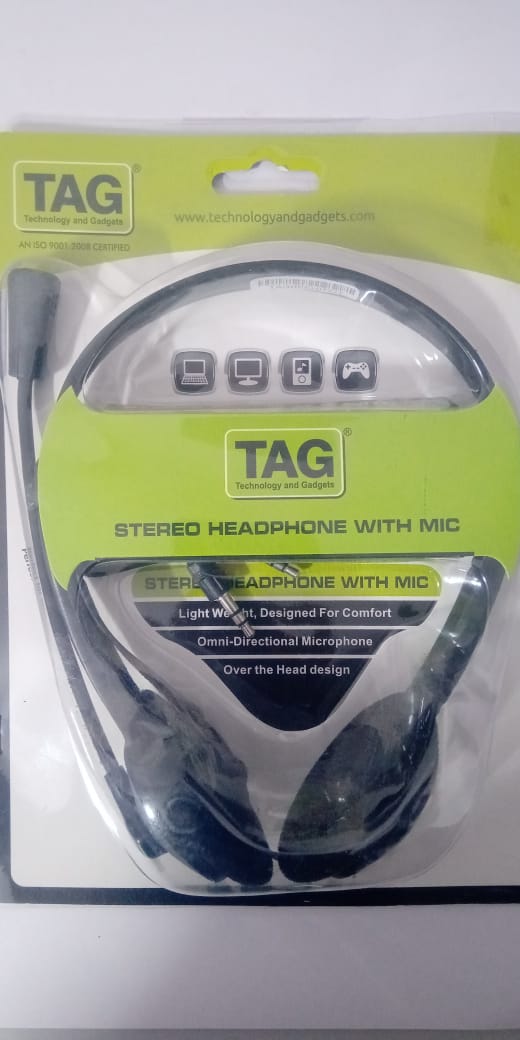 TAG®
Technology and Gadgets
AN ISO 9001:2008 CERTIFIED
www.technologyandgadgets.com
TAG®
Technology and Gadgets
STEREO HEADPHONE WITH MIC
HEADPHONE WITH MIC
Light Weight, Designed For Comfort
Omni-Directional Microphone
Over the Head design